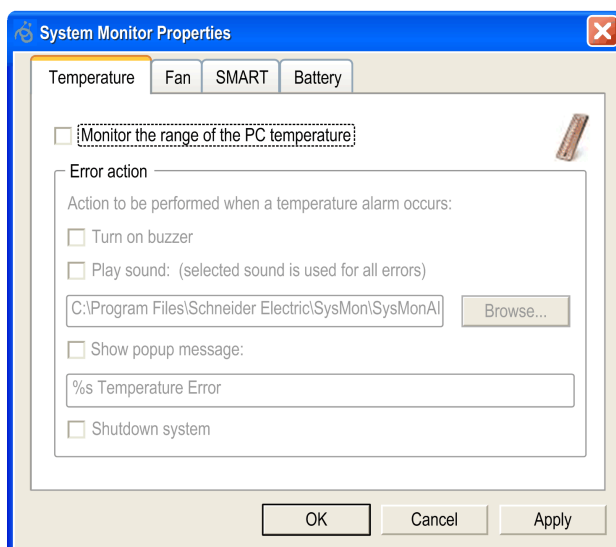 System Monitor Properties
Temperature Fan SMART Battery
Monitor the range of the PC temperature
Error action
Action to be performed when a temperature alarm occurs:
Turn on buzzer
Play sound: (selected sound is used for all errors)
C:\Program Files\Schneider Electric\SysMon\SysMonAl Browse...
Show popup message:
%s Temperature Error
Shutdown system
OK Cancel Apply